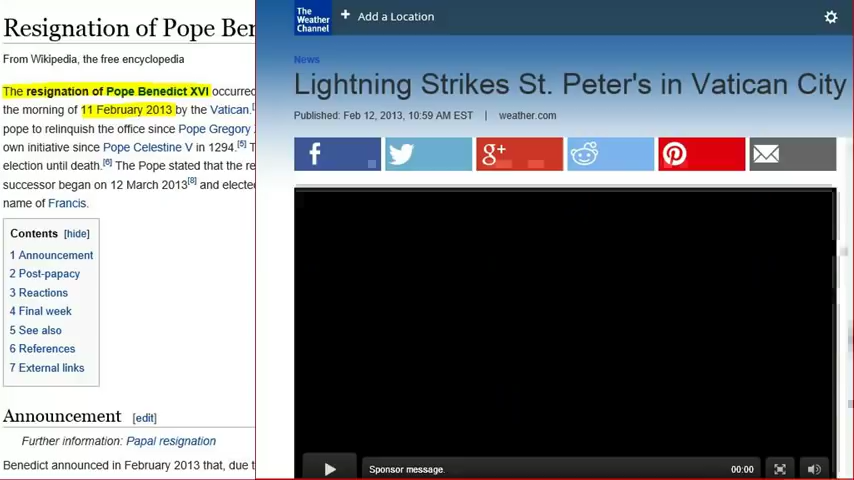 Resignation of Pope Ber
From Wikipedia, the free encyclopedia
The resignation of Pope Benedict XVI occurred
the morning of 11 February 2013 by the Vatican.
pope to relinquish the office since Pope Gregory
own initiative since Pope Celestine V in 1294.[5] T
election until death.[6] The Pope stated that the re
successor began on 12 March 2013[8] and elected
name of Francis.
Contents [hide]
1 Announcement
2 Post-papacy
3 Reactions
4 Final week
5 See also
6 References
7 External links
Announcement [edit]
Further information: Papal resignation
Benedict announced in February 2013 that, due t
The
Weather
Channel
+ Add a Location
News
Lightning Strikes St. Peter's in Vatican City
Published: Feb 12, 2013, 10:59 AM EST | weather.com
f
g+
Sponsor message. 00:00